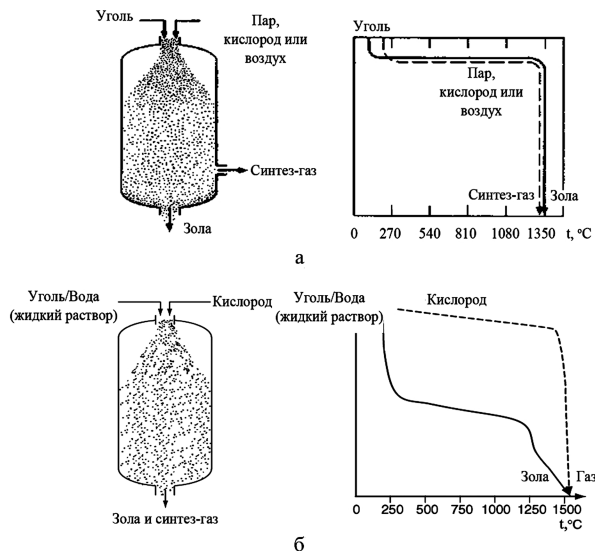 Уголь
Пар,
кислород или
воздух
Синтез-газ
Зола
Уголь
Пар,
кислород или
воздух
Синтез-газ
Зола
0 270 540 810 1080 1350 t, °C
а
Уголь/Вода
(жидкий раствор)
Кислород
Зола и синтез-газ
Уголь/Вода
(жидкий раствор)
Кислород
Зола
Газ
0 250 500 750 1000 1250 1500
t,°C
б